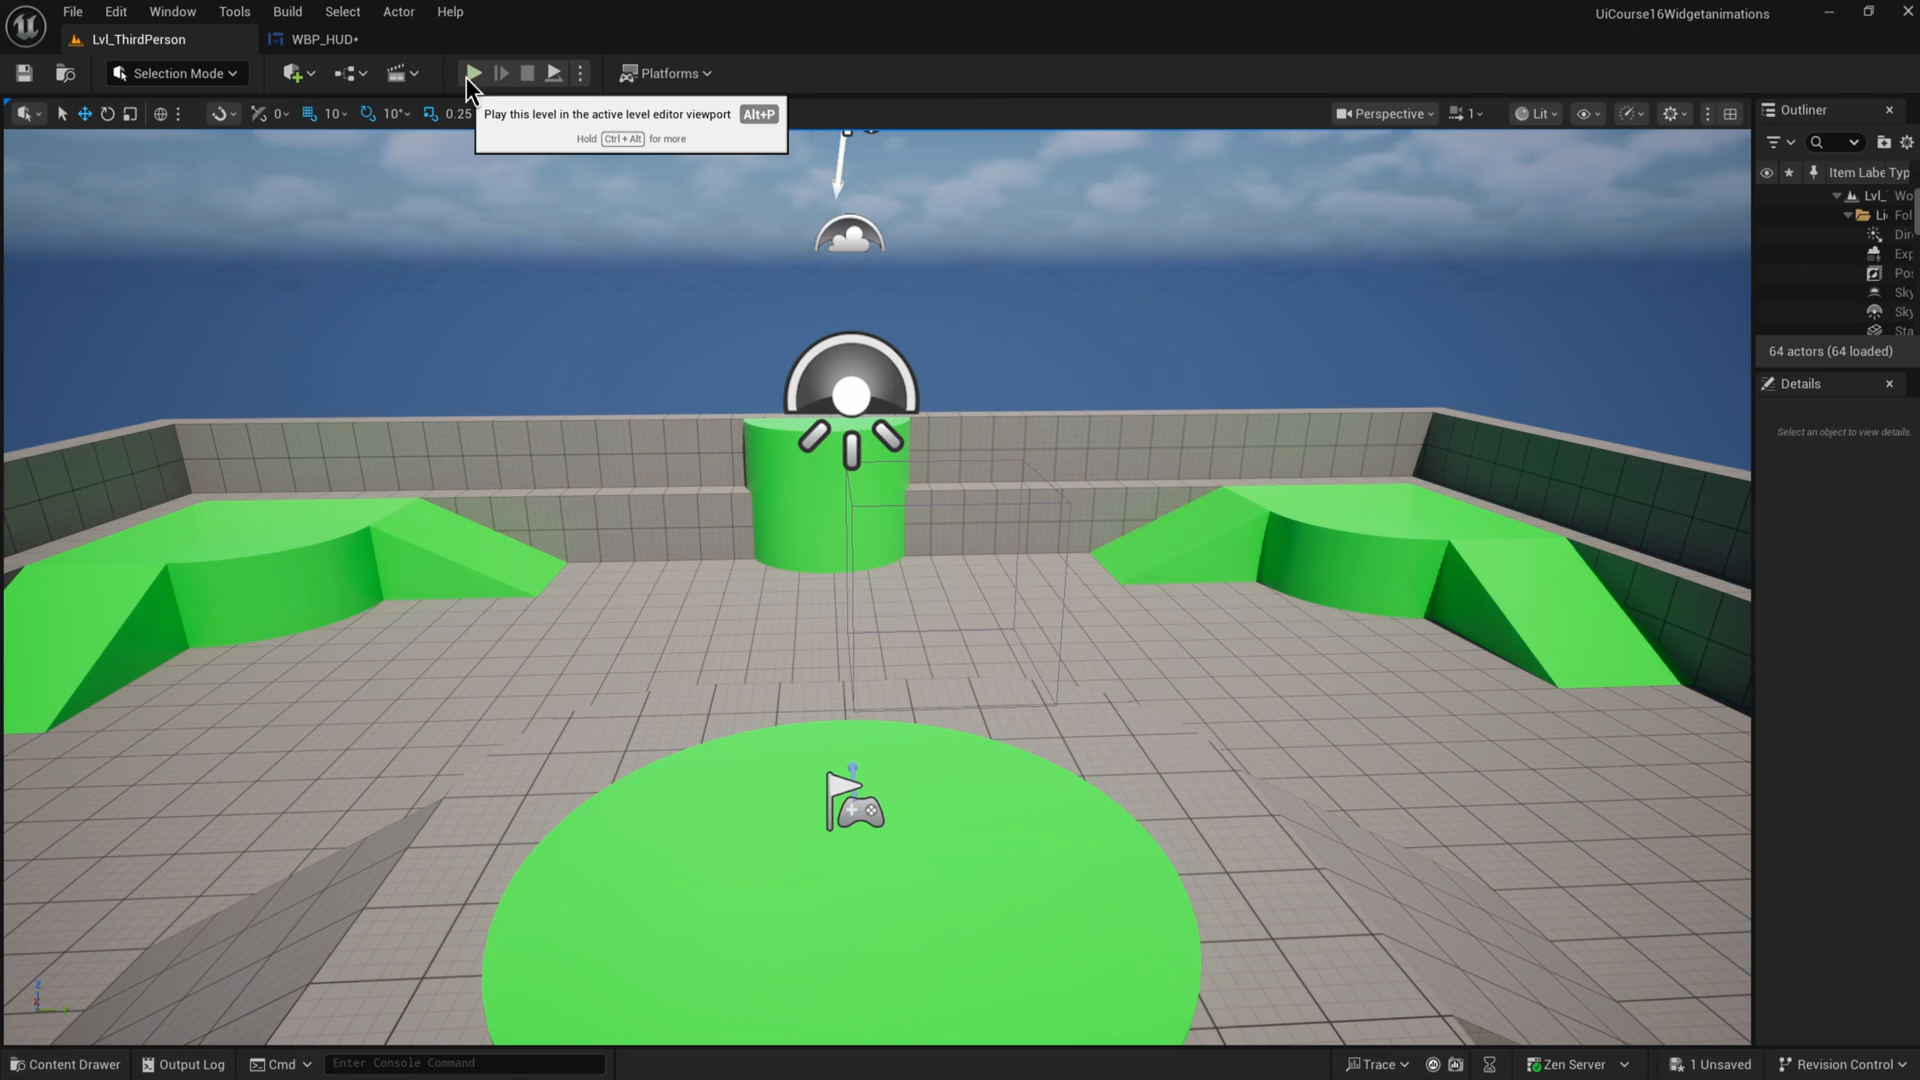 File Edit Window Tools Build Select Actor Help
UiCourse16Widgetanimations
Lvl_ThirdPerson
WBP_HUD*
Selection Mode
Platforms
0
10
10°
0.25
Play this level in the active level editor viewport Alt+P
Hold Ctrl + Alt for more
Perspective
1
Lit
Outliner
Item Labe Typ
Lvl_ Wo
Li Fol
Dir
Exp
Pos
Sky
Sky
Sta
64 actors (64 loaded)
Details
Select an object to view details.
Z
Content Drawer
Output Log
Cmd
Enter Console Command
Trace
Zen Server
1 Unsaved
Revision Control